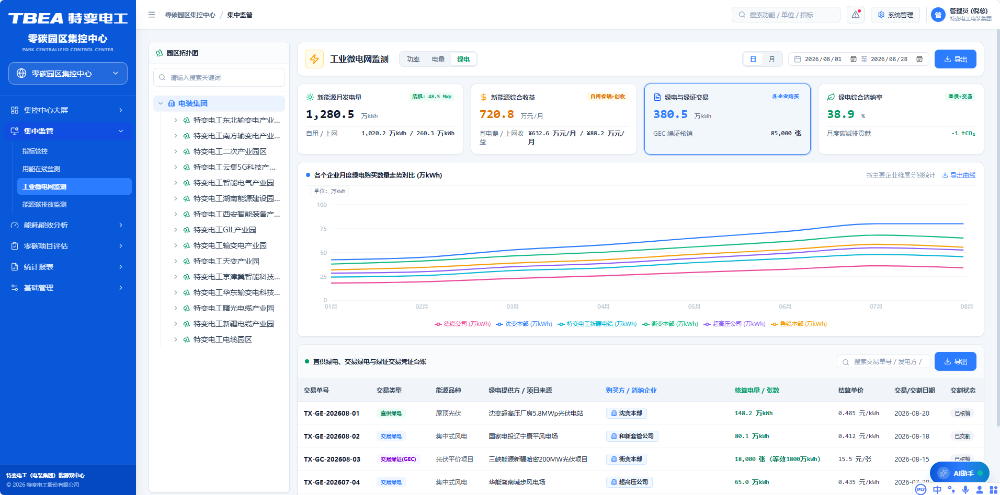 TBEA 特变电工
零碳园区集控中心
PARK CENTRALIZED CONTROL CENTER
零碳园区集控中心
集控中心大屏
集中监管
指标管控
用能在线监测
工业微电网监测
能源碳排放监测
能耗能效分析
零碳项目评估
统计报表
基础管理
特变电工（电装集团）能源双中心
© 2026 特变电工股份有限公司
零碳园区集控中心 / 集中监管
搜索功能 / 单位 / 指标
系统管理
管
管理员 (倪总)
特变电工电装集团
园区拓扑图
请输入搜索关键词
电装集团
特变电工东北输变电产业...
特变电工南方输变电产业...
特变电工二次产业园区
特变电工云集5G科技产...
特变电工智能电气产业园
特变电工湖南能源建设园...
特变电工西安智能装备产...
特变电工GIL产业园
特变电工输变电产业园
特变电工天变产业园
特变电工京津冀智能科技...
特变电工华东输变电科技...
特变电工曙光电缆产业园
特变电工新疆电缆产业园
特变电工电缆园区
工业微电网监测
功率 电量 绿电
日 月
2026/08/01 至 2026/08/28
导出
新能源月发电量 装机: 48.5 MWp
1,280.5 万kWh
自用 / 上网 1,020.2 万kWh / 260.3 万kWh
新能源综合收益 自用省钱+创收
720.8 万元/月
省电费 / 上网收益 ¥632.6 万元/月 / ¥88.2 万元/月
绿电与绿证交易 各企业购买
380.5 万kWh
GEC 绿证核销 85,000 张
绿电综合消纳率 直供+交易
38.9 %
月度碳减排贡献 -1 tCO₂
各个企业月度绿电购买数量走势对比 (万kWh)
按主要企业维度分别统计 导出曲线
单位: 万kWh
100
75
50
25
0
01月 02月 03月 04月 05月 06月 07月 08月
德缆公司 (万kWh) 沈变本部 (万kWh) 特变电工新疆电缆 (万kWh) 衡变本部 (万kWh) 超高压公司 (万kWh) 鲁缆本部 (万kWh)
直供绿电、交易绿电与绿证交易凭证台账
搜索交易单号 / 发电方 /
导出
交易单号 交易类型 能源品种 绿电提供方 / 项目来源 购买方 / 消纳企业 核算电量 / 张数 结算单价 交易/交割日期 交割状态
TX-GE-202608-01 直供绿电 屋顶光伏 沈变超高压厂房5.8MWp光伏电站 沈变本部 148.2 万kWh 0.485 元/kWh 2026-08-20 已核销
TX-GE-202608-02 交易绿电 集中式风电 国家电投辽宁康平风电场 和新套管公司 80.1 万kWh 0.412 元/kWh 2026-08-18 已交割
TX-GC-202608-03 交易绿证(GEC) 光伏平价项目 三峡能源新疆哈密200MW光伏项目 衡变本部 18,000 张 (等效1800万kWh) 15.5 元/张 2026-08-15 已核销
TX-GE-202607-04 交易绿电 集中式风电 华能湖南城步风电场 超高压公司 65.0 万kWh 0.435 元/kWh 2026-07-28
AI助手
iFLY 中